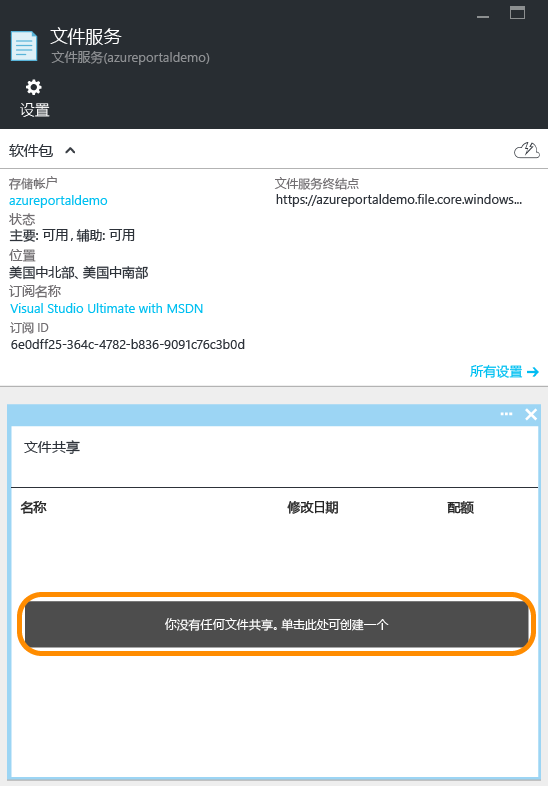 文件服务
文件服务(azureportaldemo)
设置
软件包
存储帐户
azureportaldemo
文件服务终结点
https://azureportaldemo.file.core.windows...
状态
主要: 可用, 辅助: 可用
位置
美国中北部、美国中南部
订阅名称
Visual Studio Ultimate with MSDN
订阅 ID
6e0dff25-364c-4782-b836-9091c76c3b0d
所有设置
文件共享
名称 修改日期 配额
你没有任何文件共享。单击此处可创建一个